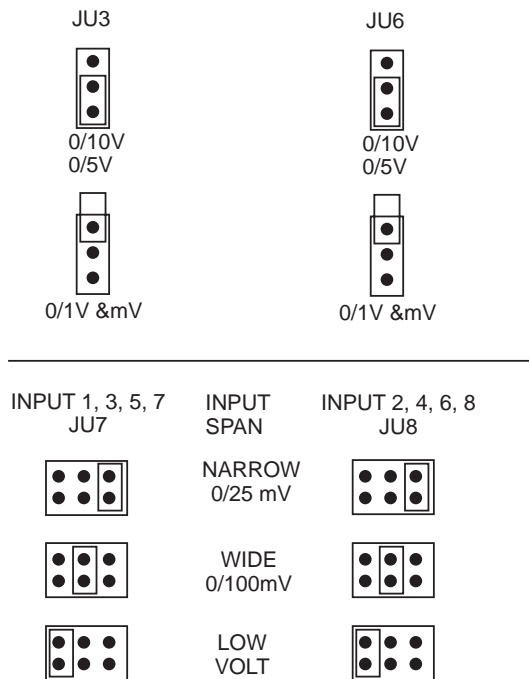 JU3 JU6
0/10V 0/10V
0/5V 0/5V
0/1V &mV 0/1V &mV
INPUT 1, 3, 5, 7 INPUT INPUT 2, 4, 6, 8
JU7 SPAN JU8
NARROW
0/25 mV
WIDE
0/100mV
LOW
VOLT